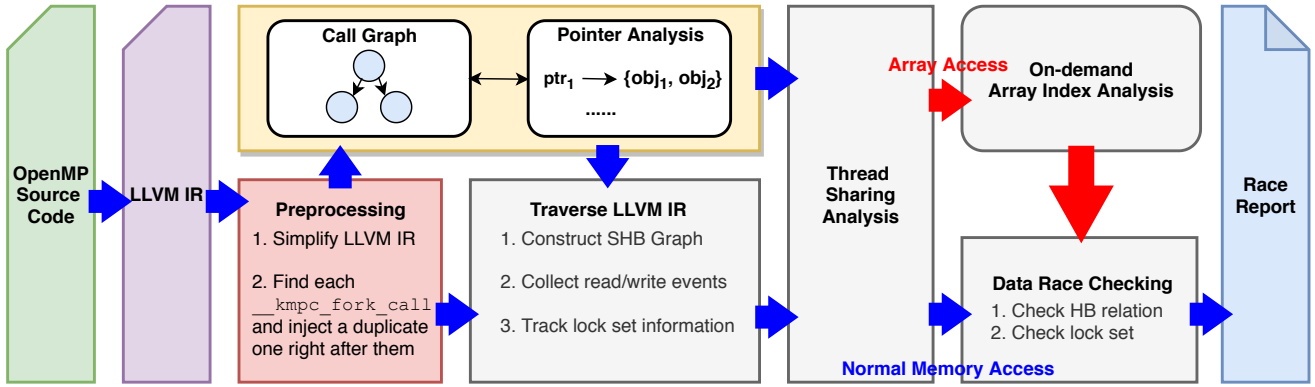 OpenMP
Source
Code
LLVM IR
Call Graph
Pointer Analysis
ptr1 {obj1, obj2}
......
Preprocessing
1. Simplify LLVM IR
2. Find each
__kmpc_fork_call
and inject a duplicate
one right after them
Traverse LLVM IR
1. Construct SHB Graph
2. Collect read/write events
3. Track lock set information
Thread
Sharing
Analysis
Array Access
On-demand
Array Index Analysis
Data Race Checking
1. Check HB relation
2. Check lock set
Normal Memory Access
Race
Report